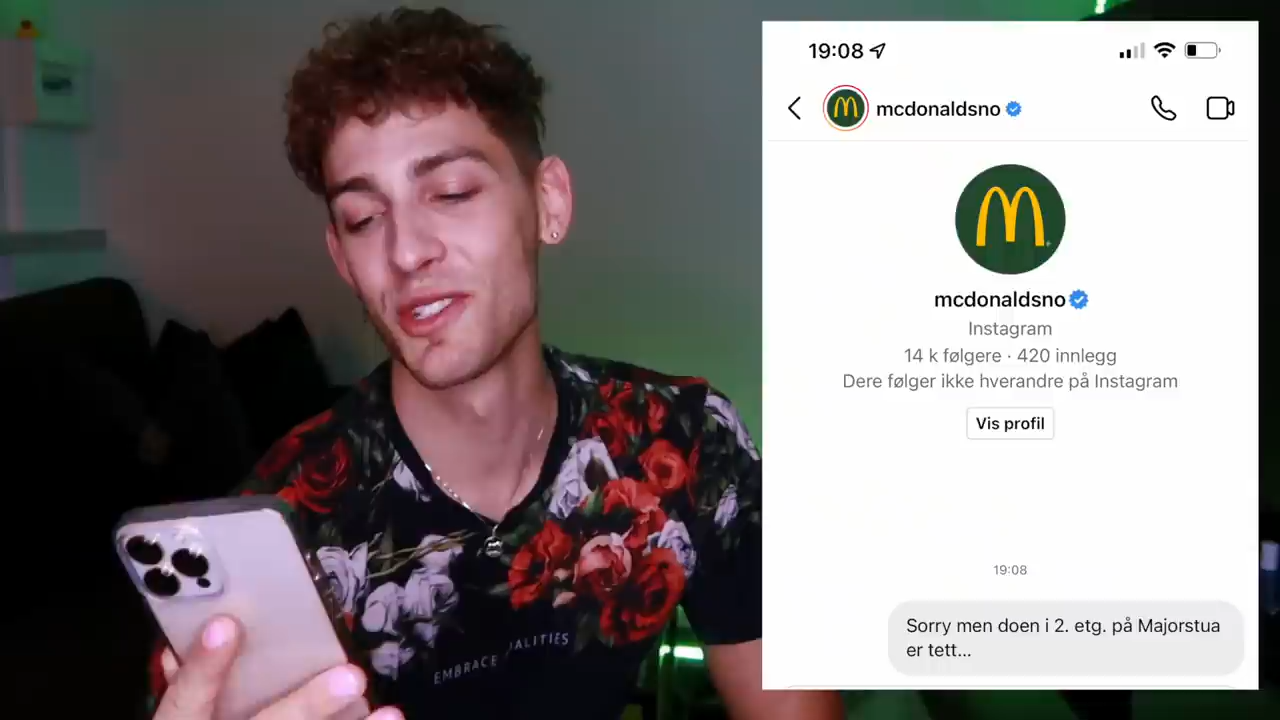 19:08
mcdonaldsno
mcdonaldsno
Instagram
14 k følgere · 420 innlegg
Dere følger ikke hverandre på Instagram
Vis profil
19:08
Sorry men doen i 2. etg. på Majorstua
er tett...
EMBRACE